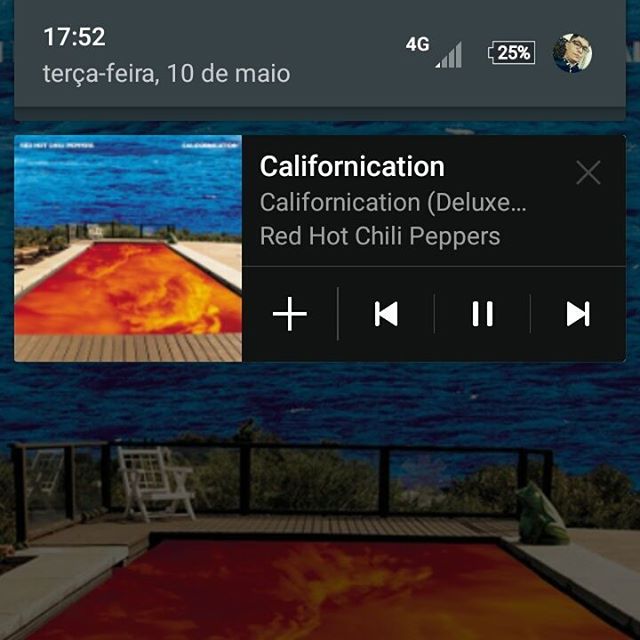 17:52
4G
25%
terça-feira, 10 de maio
RED HOT CHILI PEPPERS
CALIFORNICATION
Californication
Californication (Deluxe...
Red Hot Chili Peppers